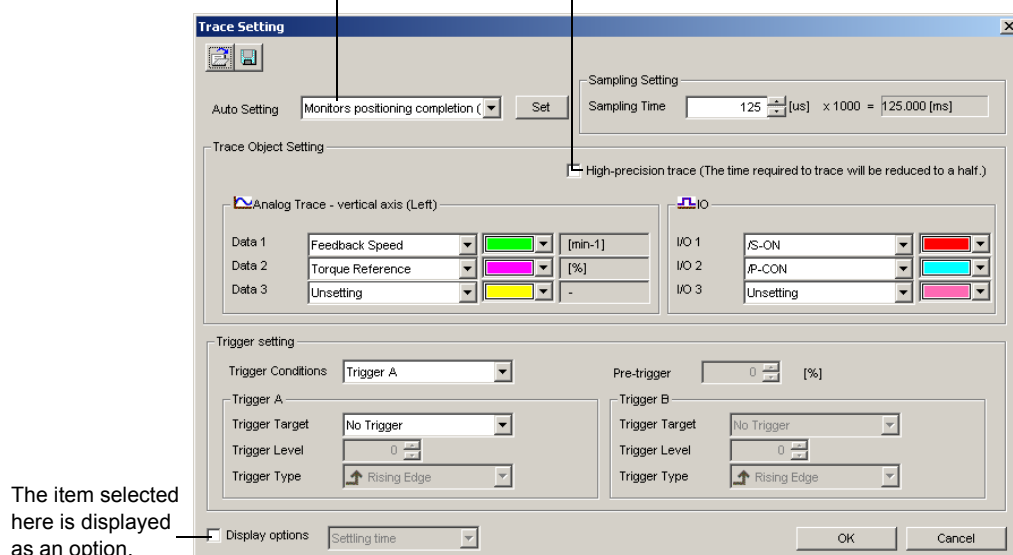 Trace Setting
Sampling Setting
Auto Setting Monitors positioning completion ( Set Sampling Time 125 [us] x 1000 = 125.000 [ms]
Trace Object Setting
High-precision trace (The time required to trace will be reduced to a half.)
Analog Trace - vertical axis (Left) IO
Data 1 Feedback Speed [min-1] I/O 1 /S-ON
Data 2 Torque Reference [%] I/O 2 /P-CON
Data 3 Unsetting - I/O 3 Unsetting
Trigger setting
Trigger Conditions Trigger A Pre-trigger 0 [%]
Trigger A Trigger B
Trigger Target No Trigger Trigger Target No Trigger
Trigger Level 0 Trigger Level 0
Trigger Type Rising Edge Trigger Type Rising Edge
The item selected
here is displayed
as an option.
Display options Settling time OK Cancel